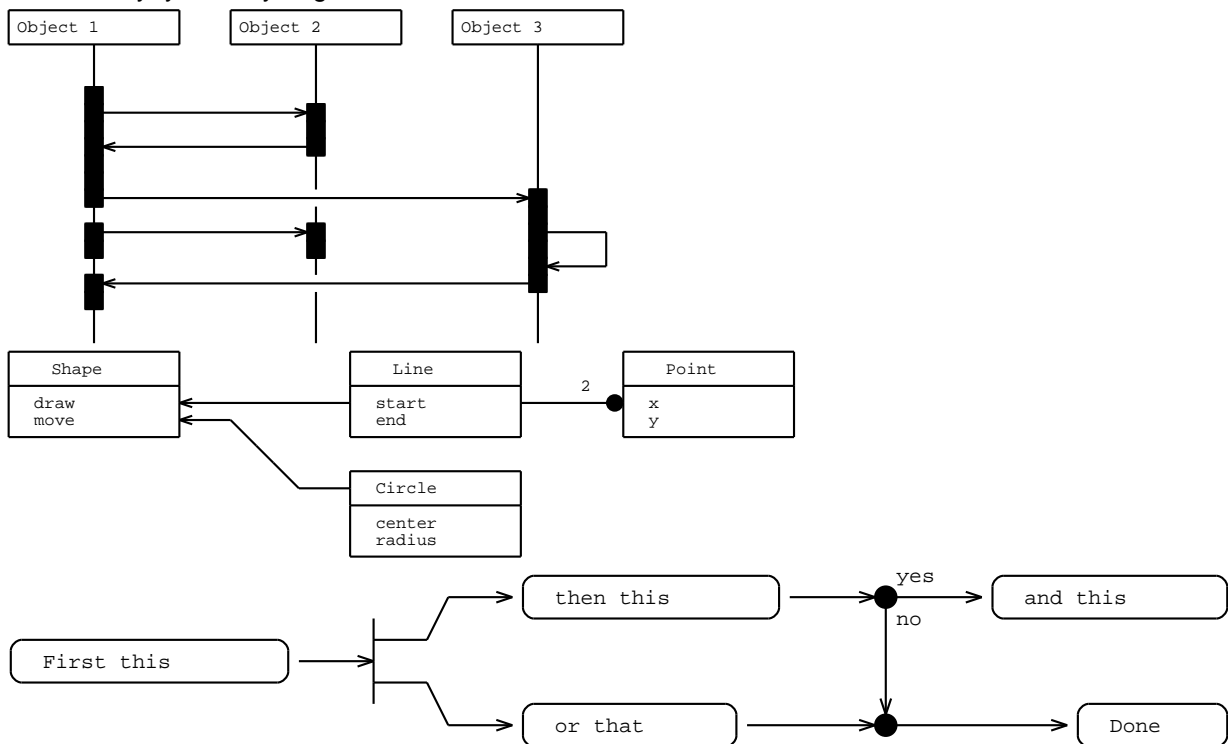 Object 1 Object 2 Object 3
Shape Line Point
2
draw start x
move end y
Circle
center
radius
yes
then this and this
no
First this
or that Done